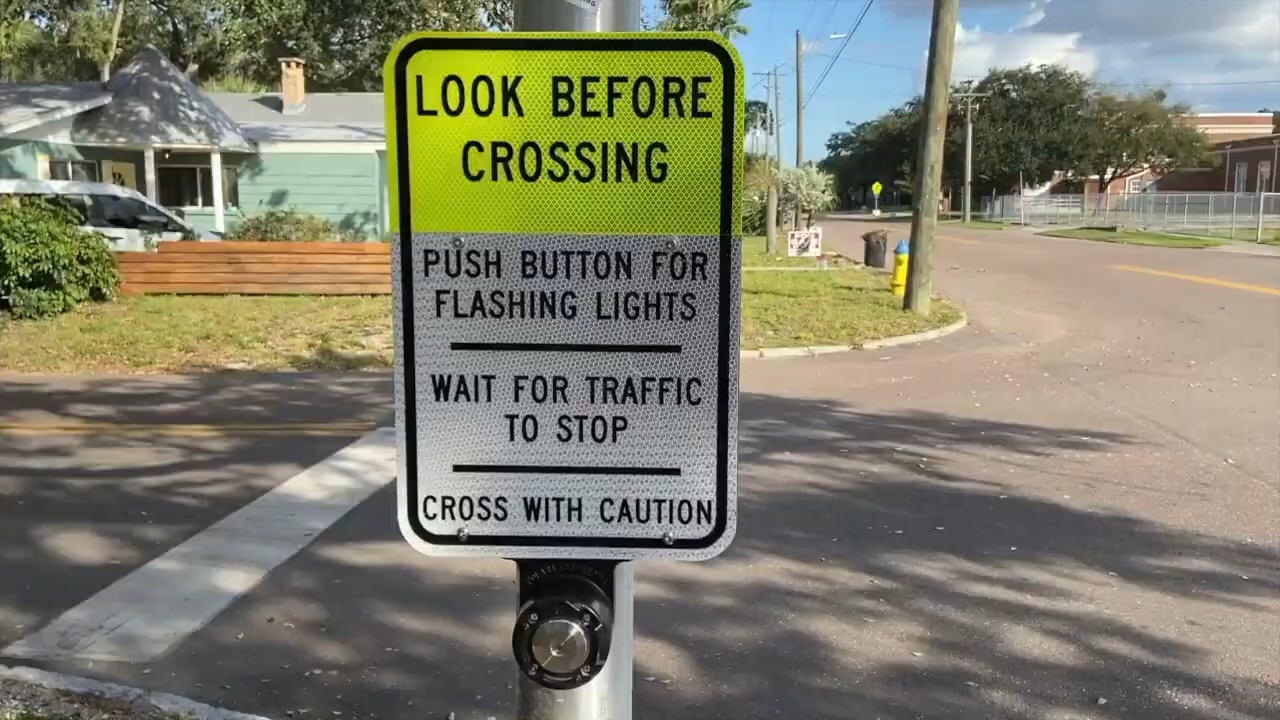 LOOK BEFORE
CROSSING
PUSH BUTTON FOR
FLASHING LIGHTS
WAIT FOR TRAFFIC
TO STOP
CROSS WITH CAUTION